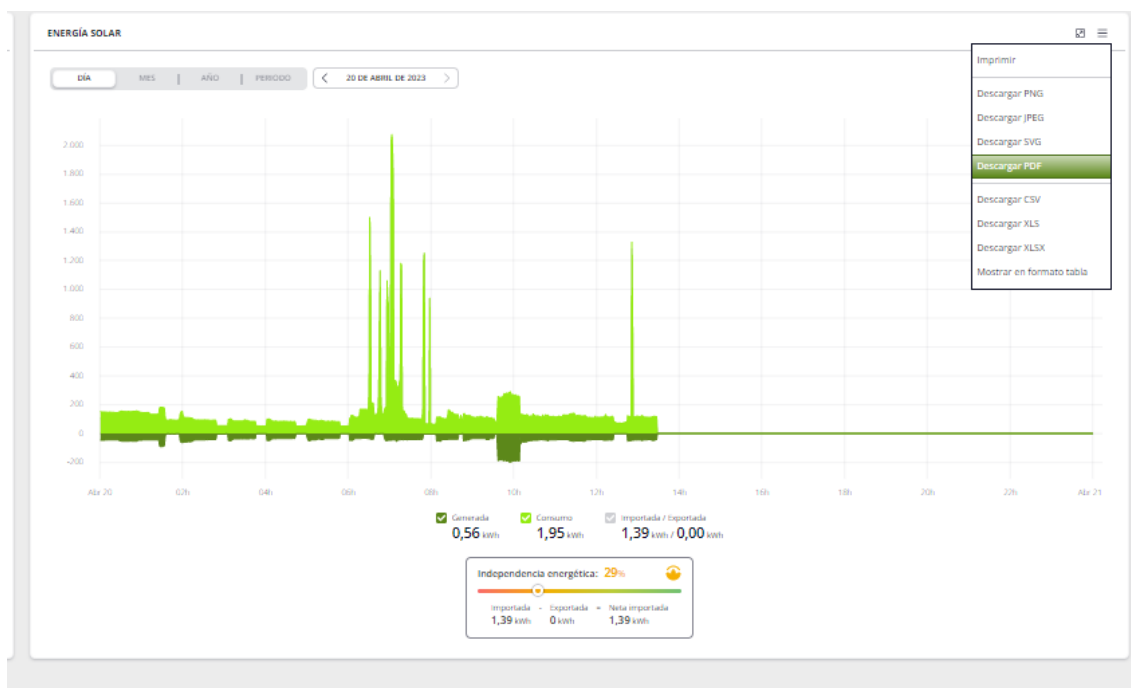 ENERGÍA SOLAR
Imprimir
DÍA MES | AÑO | PERIODO 20 DE ABRIL DE 2023
Descargar PNG
Descargar JPEG
Descargar SVG
Descargar PDF
Descargar CSV
Descargar XLS
Descargar XLSX
Mostrar en formato tabla
2.000
1.800
1.600
1.400
1.200
1.000
800
600
400
200
0
-200
Abr 20 02h 04h 06h 08h 10h 12h 14h 16h 18h 20h 22h Abr 21
Generada Consumo Importada / Exportada
0,56 kWh 1,95 kWh 1,39 kWh / 0,00 kWh
Independencia energética: 29%
Importada - Exportada = Neta importada
1,39 kWh 0 kWh 1,39 kWh